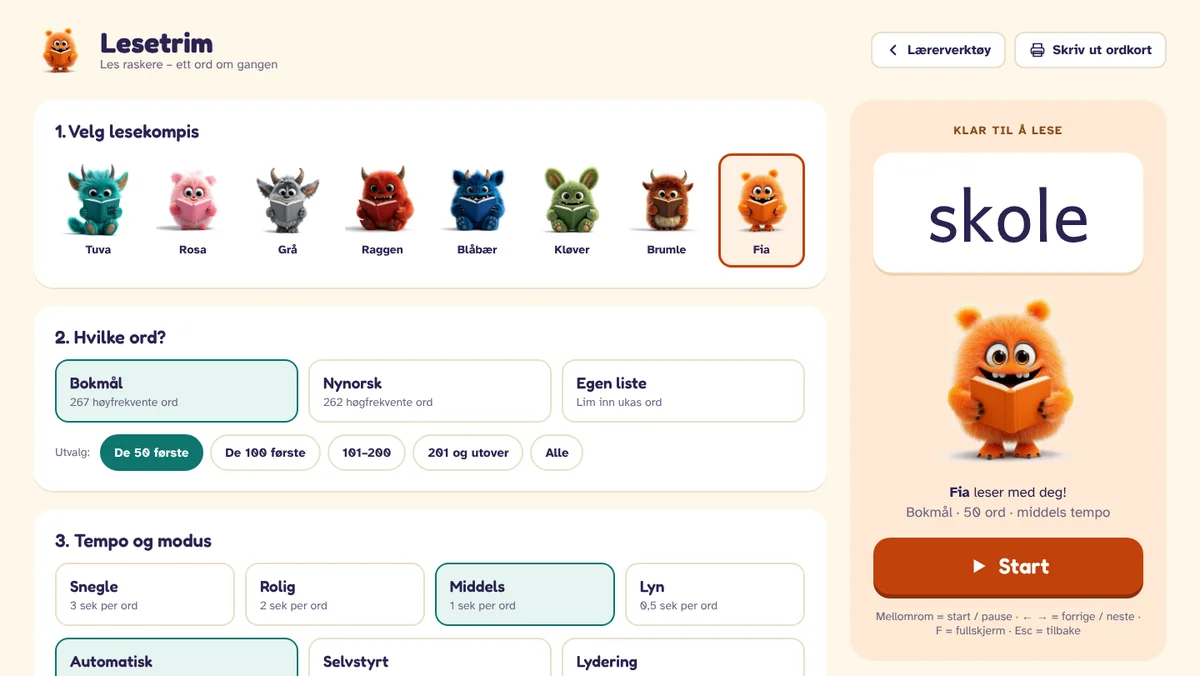 Lesetrim
Les raskere – ett ord om gangen
Lærerverktøy
Skriv ut ordkort
1. Velg lesekompis
Tuva
Rosa
Grå
Raggen
Blåbær
Kløver
Brumle
Fia
2. Hvilke ord?
Bokmål
267 høyfrekvente ord
Nynorsk
262 høgfrekvente ord
Egen liste
Lim inn ukas ord
Utvalg:
De 50 første
De 100 første
101–200
201 og utover
Alle
3. Tempo og modus
Snegle
3 sek per ord
Rolig
2 sek per ord
Middels
1 sek per ord
Lyn
0,5 sek per ord
Automatisk
Selvstyrt
Lydering
KLAR TIL Å LESE
skole
Fia leser med deg!
Bokmål · 50 ord · middels tempo
Start
Mellomrom = start / pause · ← → = forrige / neste ·
F = fullskjerm · Esc = tilbake